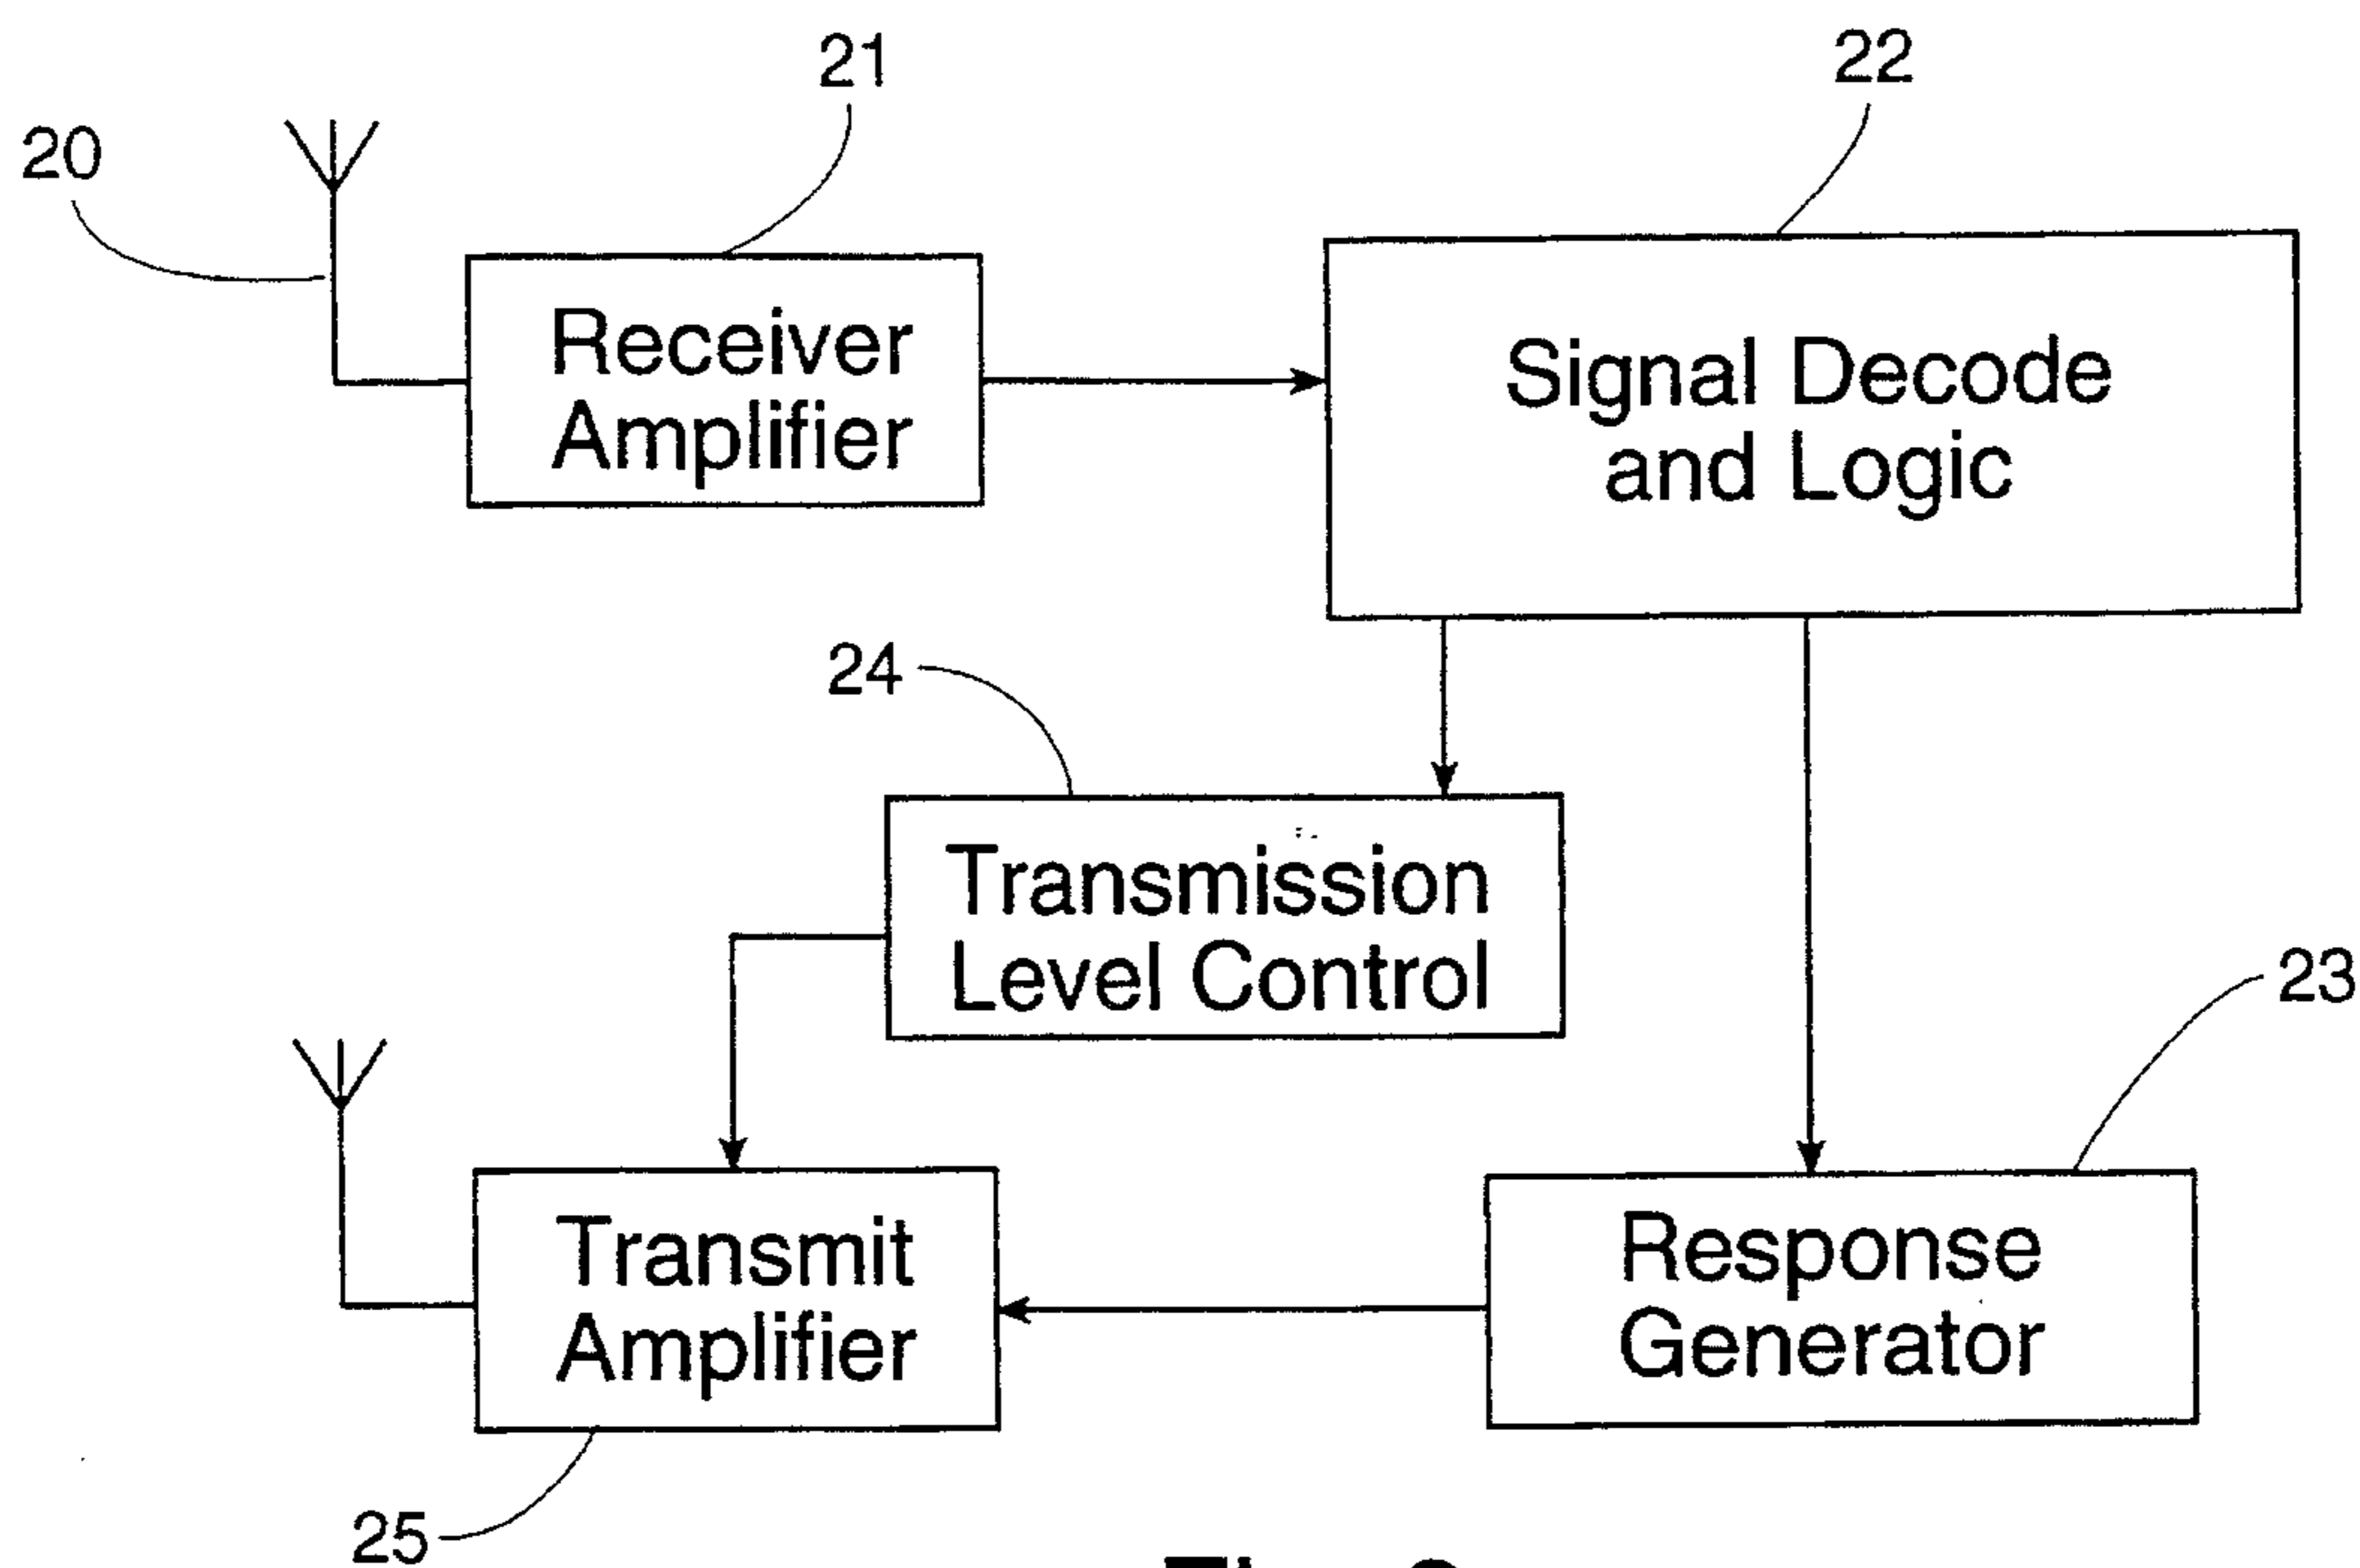 21
22
20
Receiver
Amplifier
Signal Decode
and Logic
24
Transmission
Level Control
23
Transmit
Amplifier
Response
Generator
25